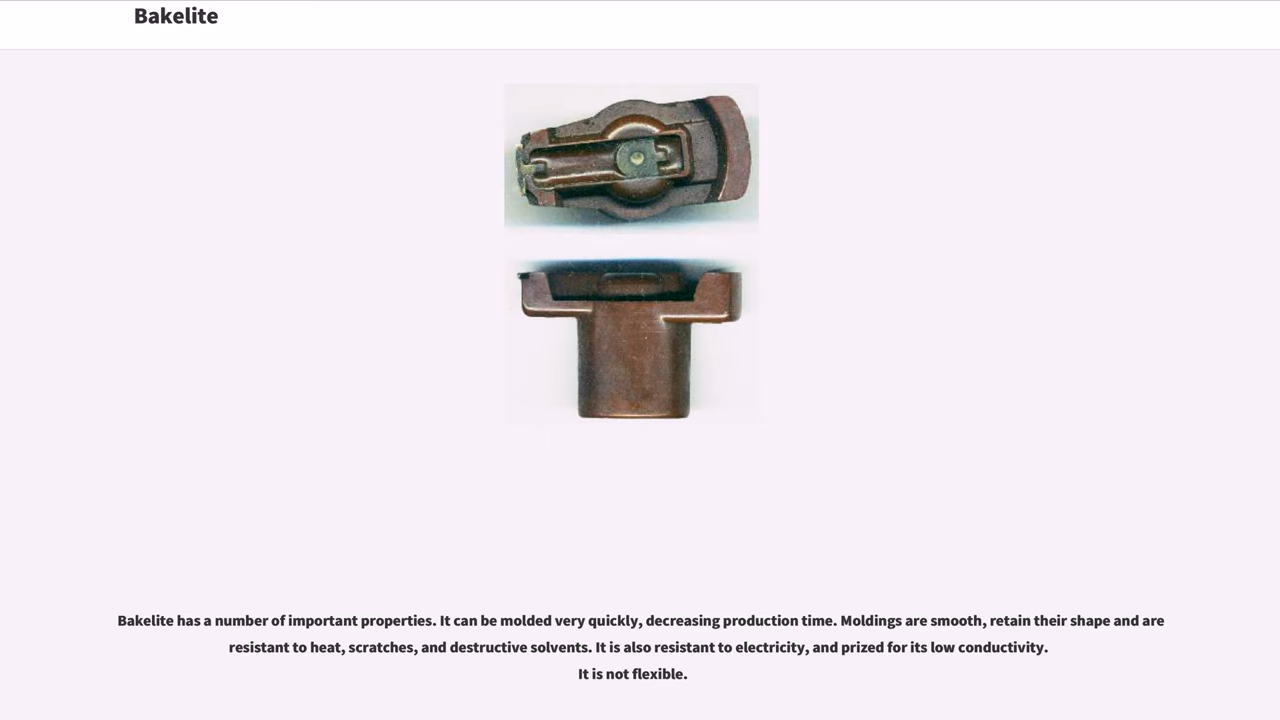 Bakelite
Bakelite has a number of important properties. It can be molded very quickly, decreasing production time. Moldings are smooth, retain their shape and are
resistant to heat, scratches, and destructive solvents. It is also resistant to electricity, and prized for its low conductivity.
It is not flexible.